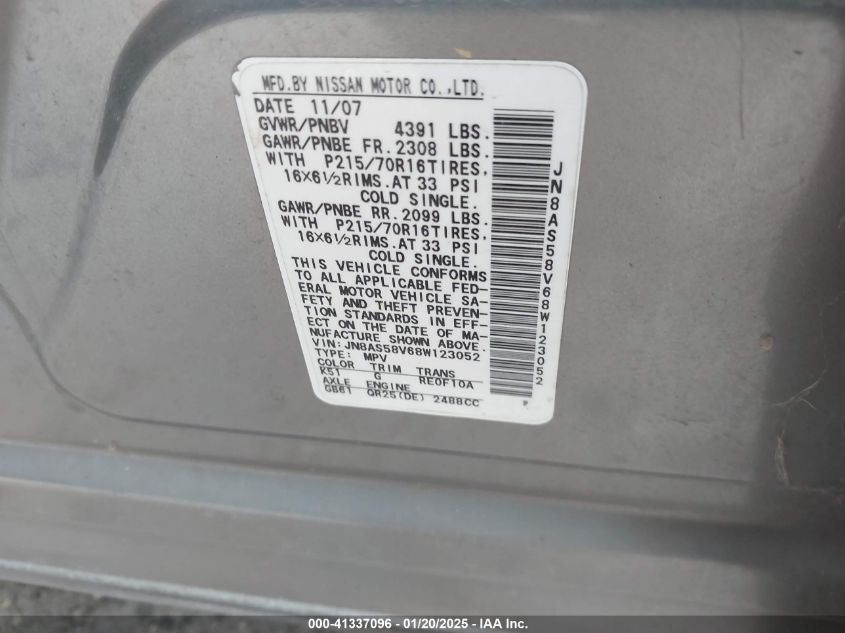 MFD.BY NISSAN MOTOR CO.,LTD.
DATE 11/07
GVWR/PNBV 4391 LBS.
GAWR/PNBE FR. 2308 LBS.
WITH P215/70R16TIRES,
16X6½RIMS.AT 33 PSI
COLD SINGLE.
GAWR/PNBE RR. 2099 LBS.
WITH P215/70R16TIRES,
16X6½RIMS.AT 33 PSI
COLD SINGLE.
THIS VEHICLE CONFORMS
TO ALL APPLICABLE FED-
ERAL MOTOR VEHICLE SA-
FETY AND THEFT PREVEN-
TION STANDARDS IN EFF-
ECT ON THE DATE OF MA-
NUFACTURE SHOWN ABOVE.
VIN: JN8AS58V68W123052
TYPE: MPV
COLOR TRIM TRANS
K51 G RE0F10A
AXLE ENGINE
GB61 QR25(DE) 2488CC
P
JN8AS58V68W123052
000-41337096 - 01/20/2025 - IAA Inc.